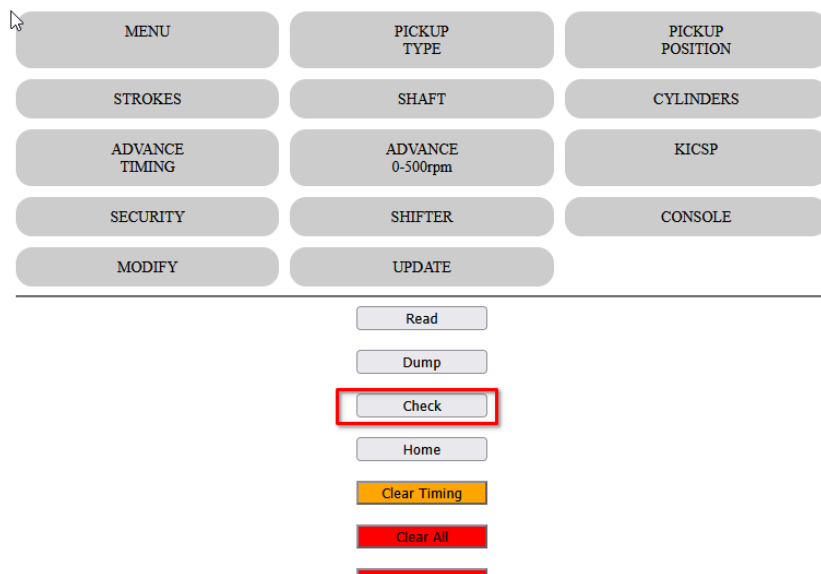 MENU
PICKUP
TYPE
PICKUP
POSITION
STROKES
SHAFT
CYLINDERS
ADVANCE
TIMING
ADVANCE
0-500rpm
KICSP
SECURITY
SHIFTER
CONSOLE
MODIFY
UPDATE
Read
Dump
Check
Home
Clear Timing
Clear All